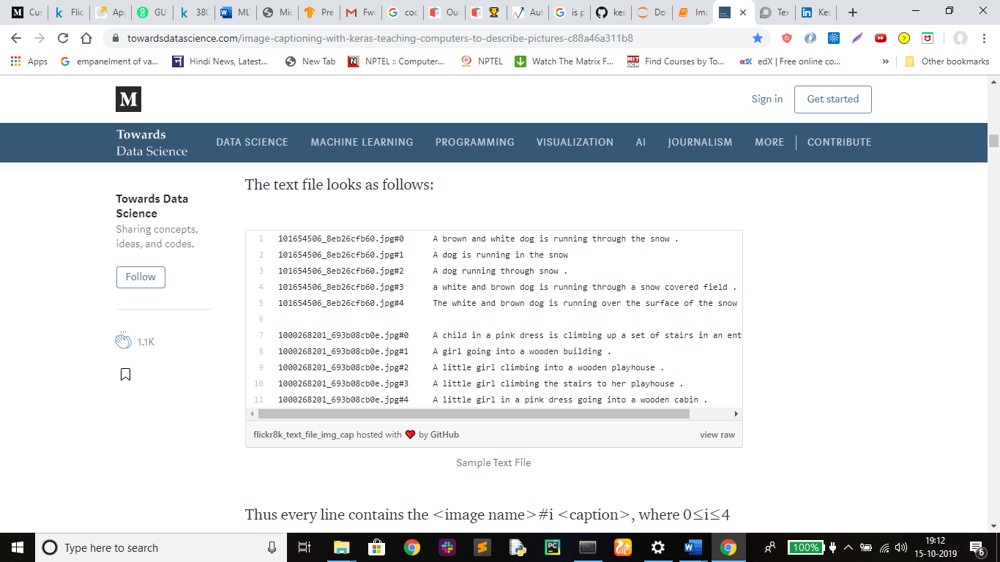 Cus
Flic
App
GU
380
ML
Mic
Pre
Fwd
coc
Ou
Aut
is p
kes
Do
Ima
Tex
Kes
towardsdatascience.com/image-captioning-with-keras-teaching-computers-to-describe-pictures-c88a46a311b8
Apps
empanelment of va...
Hindi News, Latest...
New Tab
NPTEL :: Computer...
NPTEL
Watch The Matrix F...
MIT OCW
Find Courses by To...
edX
edX | Free online co...
»
Other bookmarks
M
Sign in
Get started
Towards
Data Science
DATA SCIENCE
MACHINE LEARNING
PROGRAMMING
VISUALIZATION
AI
JOURNALISM
MORE
CONTRIBUTE
The text file looks as follows:
Towards Data
Science
Sharing concepts,
ideas, and codes.
Follow
1.1K
1 101654506_8eb26cfb60.jpg#0 A brown and white dog is running through the snow .
2 101654506_8eb26cfb60.jpg#1 A dog is running in the snow
3 101654506_8eb26cfb60.jpg#2 A dog running through snow .
4 101654506_8eb26cfb60.jpg#3 a white and brown dog is running through a snow covered field .
5 101654506_8eb26cfb60.jpg#4 The white and brown dog is running over the surface of the snow
6
7 1000268201_693b08cb0e.jpg#0 A child in a pink dress is climbing up a set of stairs in an ent
8 1000268201_693b08cb0e.jpg#1 A girl going into a wooden building .
9 1000268201_693b08cb0e.jpg#2 A little girl climbing into a wooden playhouse .
10 1000268201_693b08cb0e.jpg#3 A little girl climbing the stairs to her playhouse .
11 1000268201_693b08cb0e.jpg#4 A little girl in a pink dress going into a wooden cabin .
flickr8k_text_file_img_cap hosted with ❤ by GitHub
view raw
Sample Text File
Thus every line contains the <image name>#i <caption>, where 0≤i≤4
Type here to search
100%
19:12
15-10-2019
6